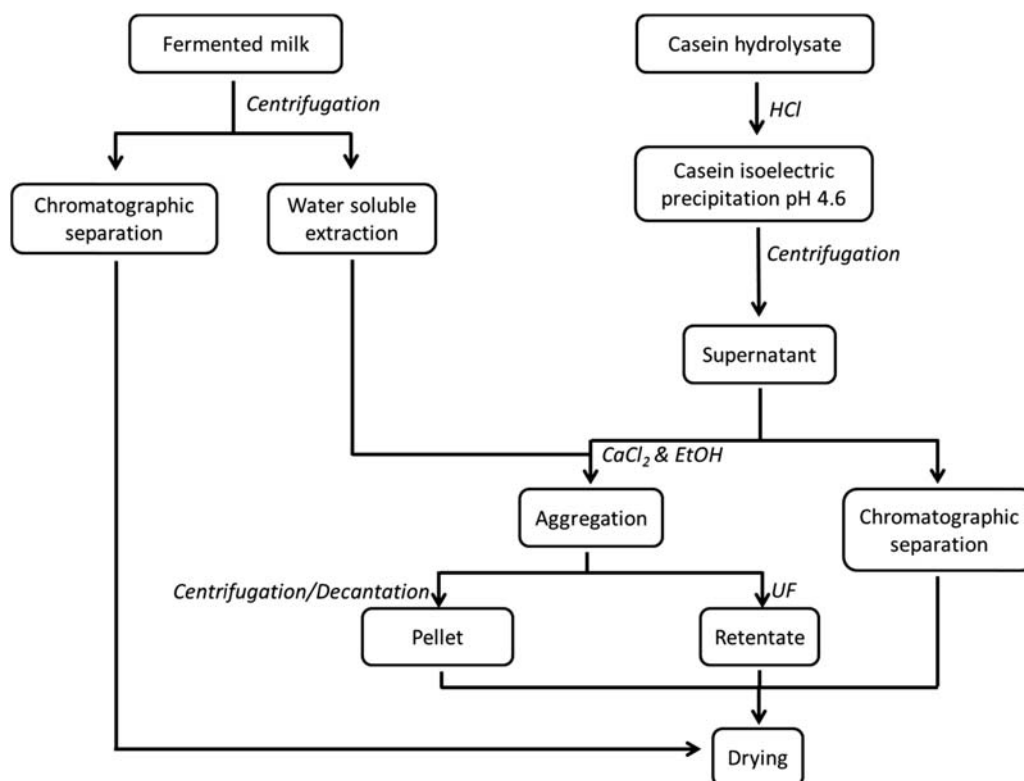 Fermented milk
Casein hydrolysate
Centrifugation
HCl
Chromatographic
separation
Water soluble
extraction
Casein isoelectric
precipitation pH 4.6
Centrifugation
Supernatant
CaCl₂ & EtOH
Aggregation
Chromatographic
separation
Centrifugation/Decantation
UF
Pellet
Retentate
Drying